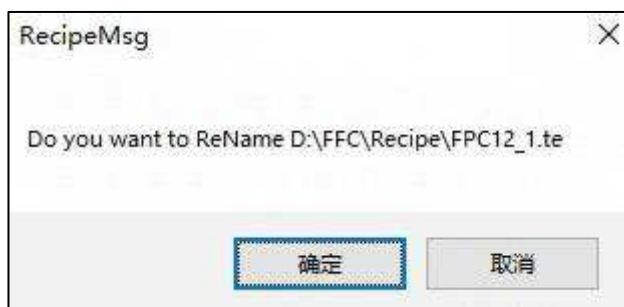 RecipeMsg
Do you want to ReName D:\FFC\Recipe\FPC12_1.te
确定
取消